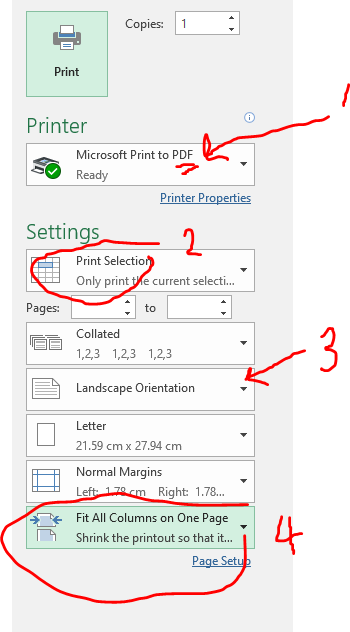 Copies: 1
Print
Printer
1
Microsoft Print to PDF
Ready
Printer Properties
Settings
2
Print Selection
Only print the current selecti...
Pages: to
Collated
1,2,3 1,2,3 1,2,3
3
Landscape Orientation
Letter
21.59 cm x 27.94 cm
Normal Margins
Left: 1.78 cm Right: 1.78...
Fit All Columns on One Page
Shrink the printout so that it...
4
Page Setup